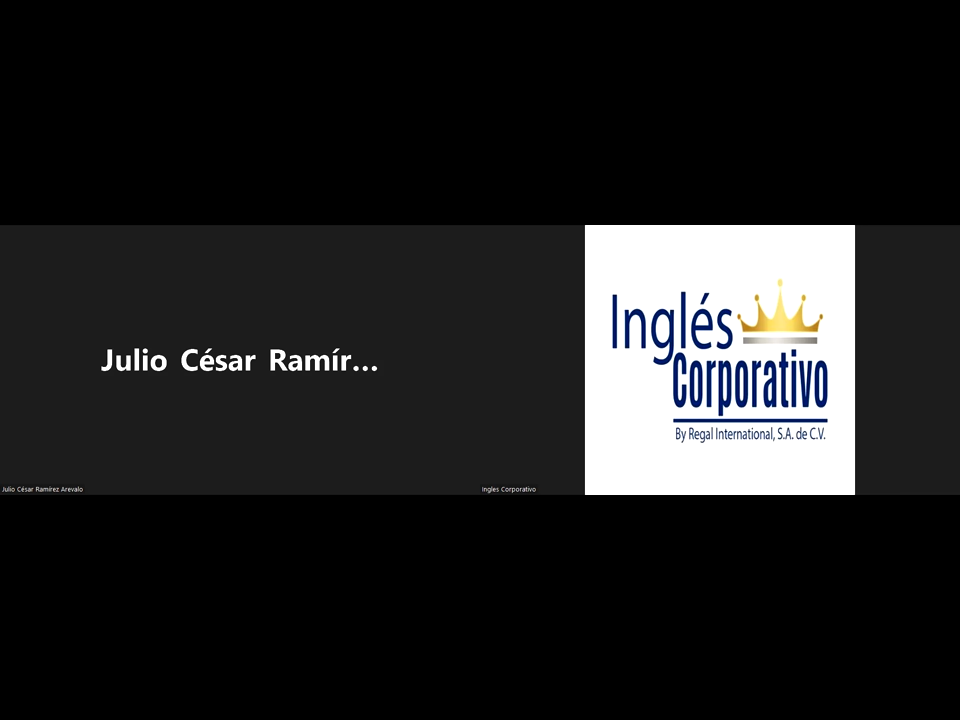 Julio César Ramír...
Inglés
Corporativo
By Regal International, S.A. de C.V.
Julio César Ramírez Arevalo
Ingles Corporativo